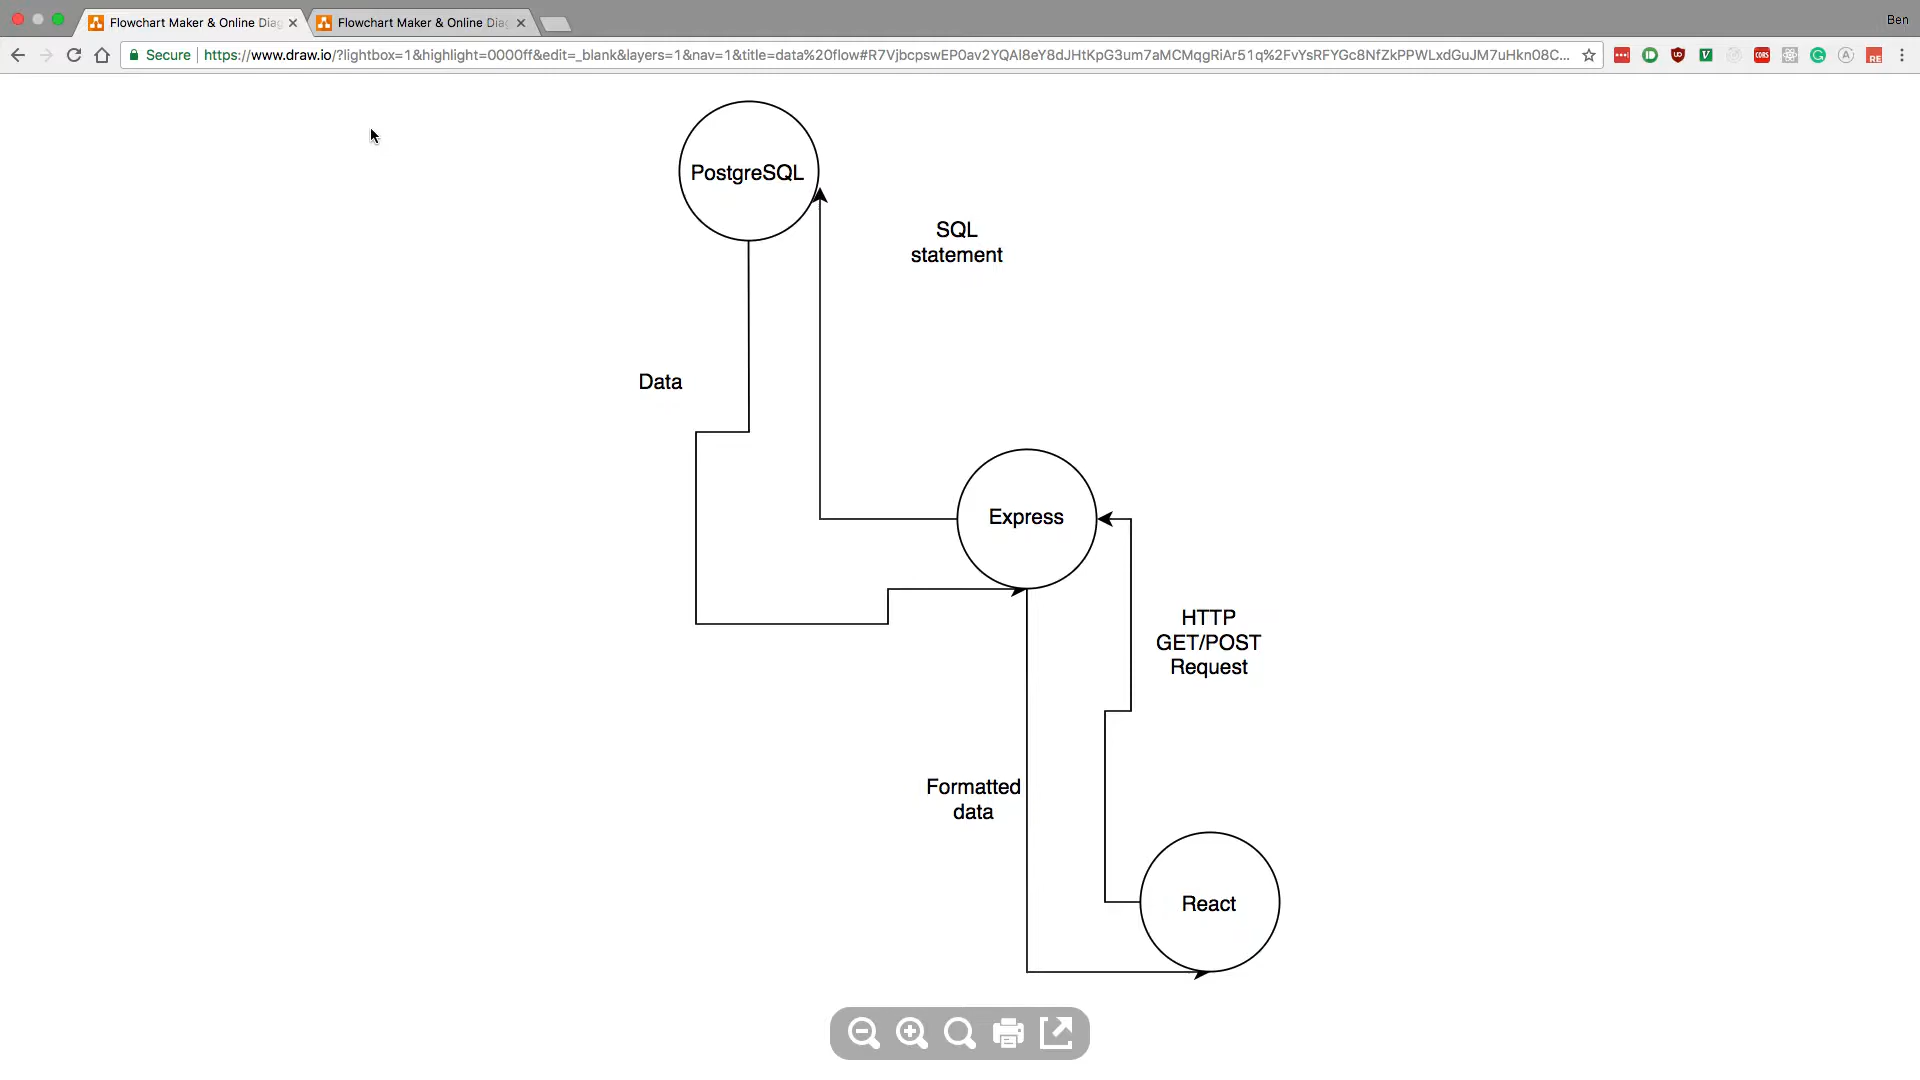 Flowchart Maker & Online Diag
Flowchart Maker & Online Diag
Ben
Secure
https://www.draw.io/?lightbox=1&highlight=0000ff&edit=_blank&layers=1&nav=1&title=data%20flow#R7VjbcpswEP0av2YQAI8eY8dJHtKpG3um7aMCMqgRiAr51q%2FvYsRFYGc8NfZkPPWLxdGuJM7uHkn08C...
PostgreSQL
SQL
statement
Data
Express
HTTP
GET/POST
Request
Formatted
data
React